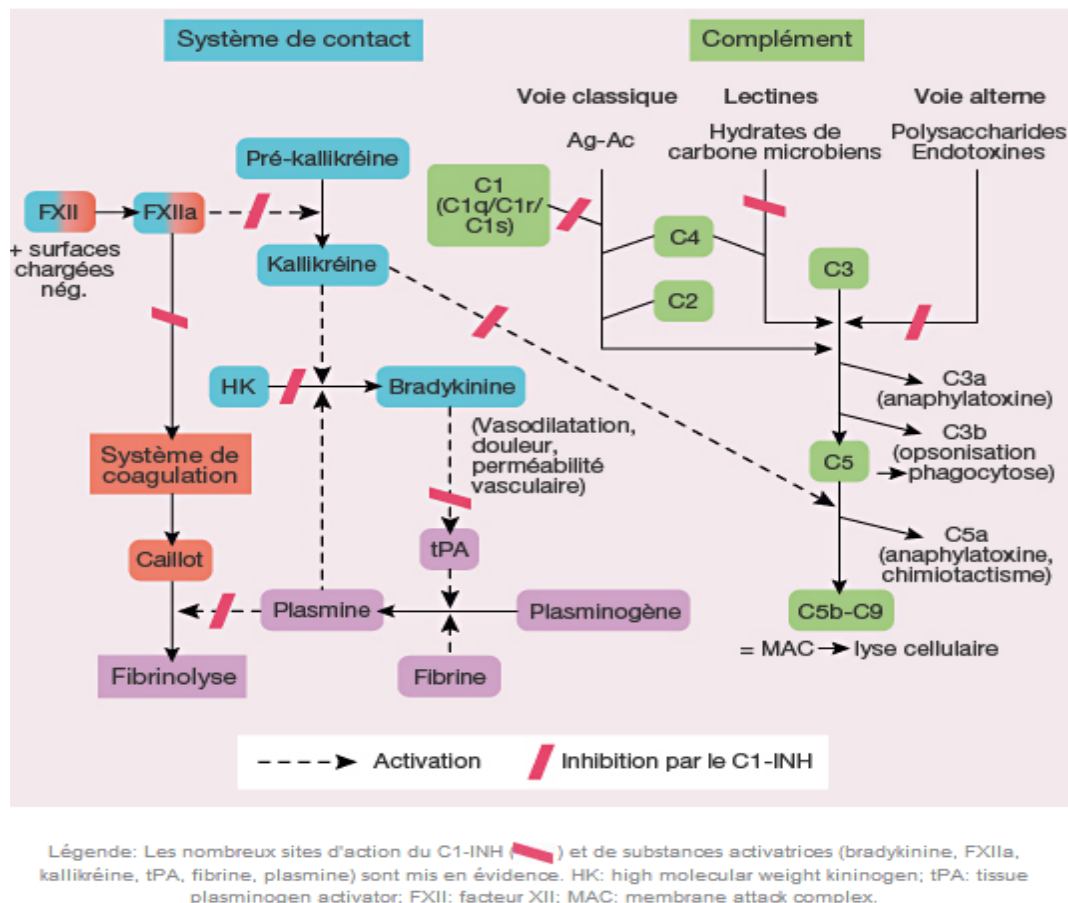 Système de contact
Complément
Voie classique
Lectines
Voie alterne
Ag-Ac
Hydrates de
carbone microbiens
Polysaccharides
Endotoxines
Pré-kallikréine
FXII
FXIIa
+ surfaces
chargées
nég.
Kallikréine
C1
(C1q/C1r/
C1s)
C4
C2
C3
HK
Bradykinine
(Vasodilatation,
douleur,
perméabilité
vasculaire)
C3a
(anaphylatoxine)
C3b
(opsonisation
phagocytose)
C5
Système de
coagulation
tPA
C5a
(anaphylatoxine,
chimiotactisme)
Caillot
Plasmine
Plasminogène
C5b-C9
= MAC
lyse cellulaire
Fibrinolyse
Fibrine
Activation
Inhibition par le C1-INH
Légende: Les nombreux sites d'action du C1-INH ( ) et de substances activatrices (bradykinine, FXIIa,
kallikréine, tPA, fibrine, plasmine) sont mis en évidence. HK: high molecular weight kininogen; tPA: tissue
plasminogen activator; FXII: facteur XII; MAC: membrane attack complex.